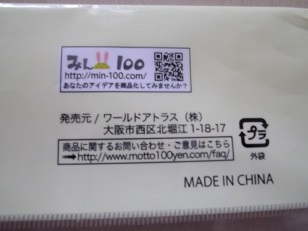 みん100
http://min-100.com/
あなたのアイデアを商品化してみませんか?
発売元 / ワールドアトラス (株)
大阪市西区北堀江 1-18-17
商品に関するお問い合わせ・ご意見はこちら
http://www.motto100yen.com/faq/
プラ
外袋
MADE IN CHINA